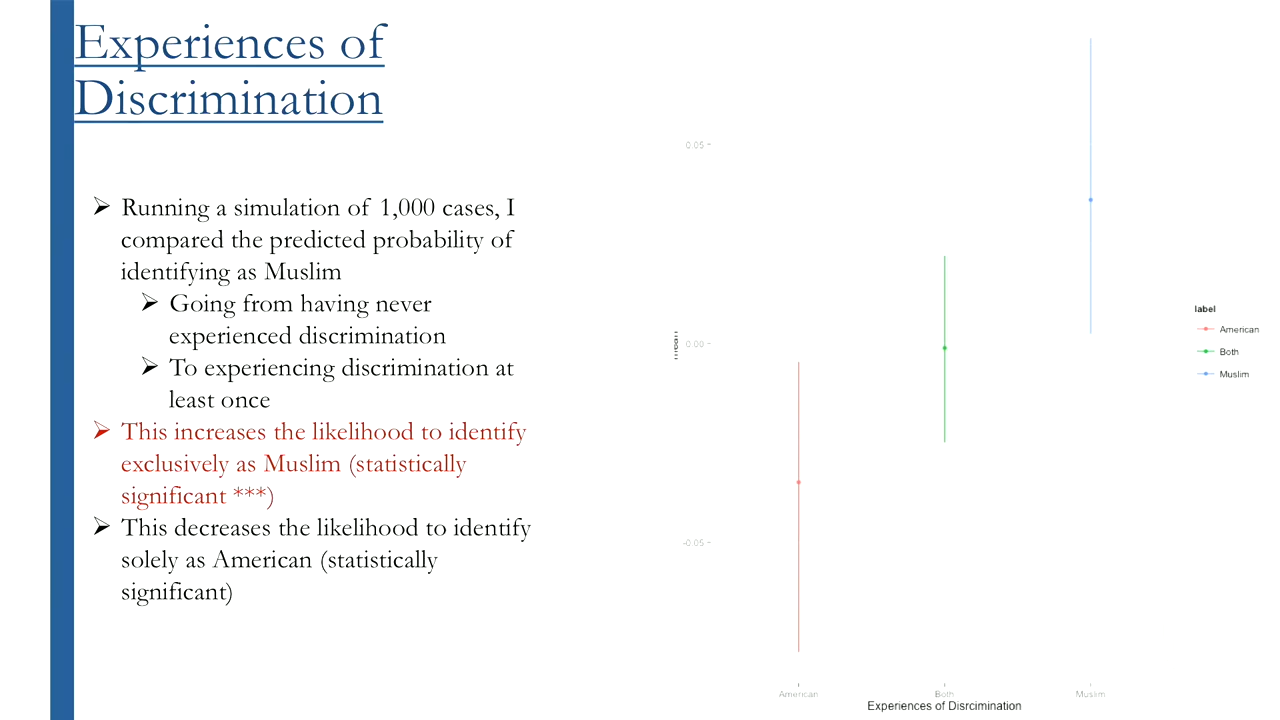 Experiences of
Discrimination
➢ Running a simulation of 1,000 cases, I
compared the predicted probability of
identifying as Muslim
➢ Going from having never
experienced discrimination
➢ To experiencing discrimination at
least once
➢ This increases the likelihood to identify
exclusively as Muslim (statistically
significant ***)
➢ This decreases the likelihood to identify
solely as American (statistically
significant)
0.05
0.00
-0.05
mean
American
Both
Muslim
Experiences of Disrcimination
label
American
Both
Muslim